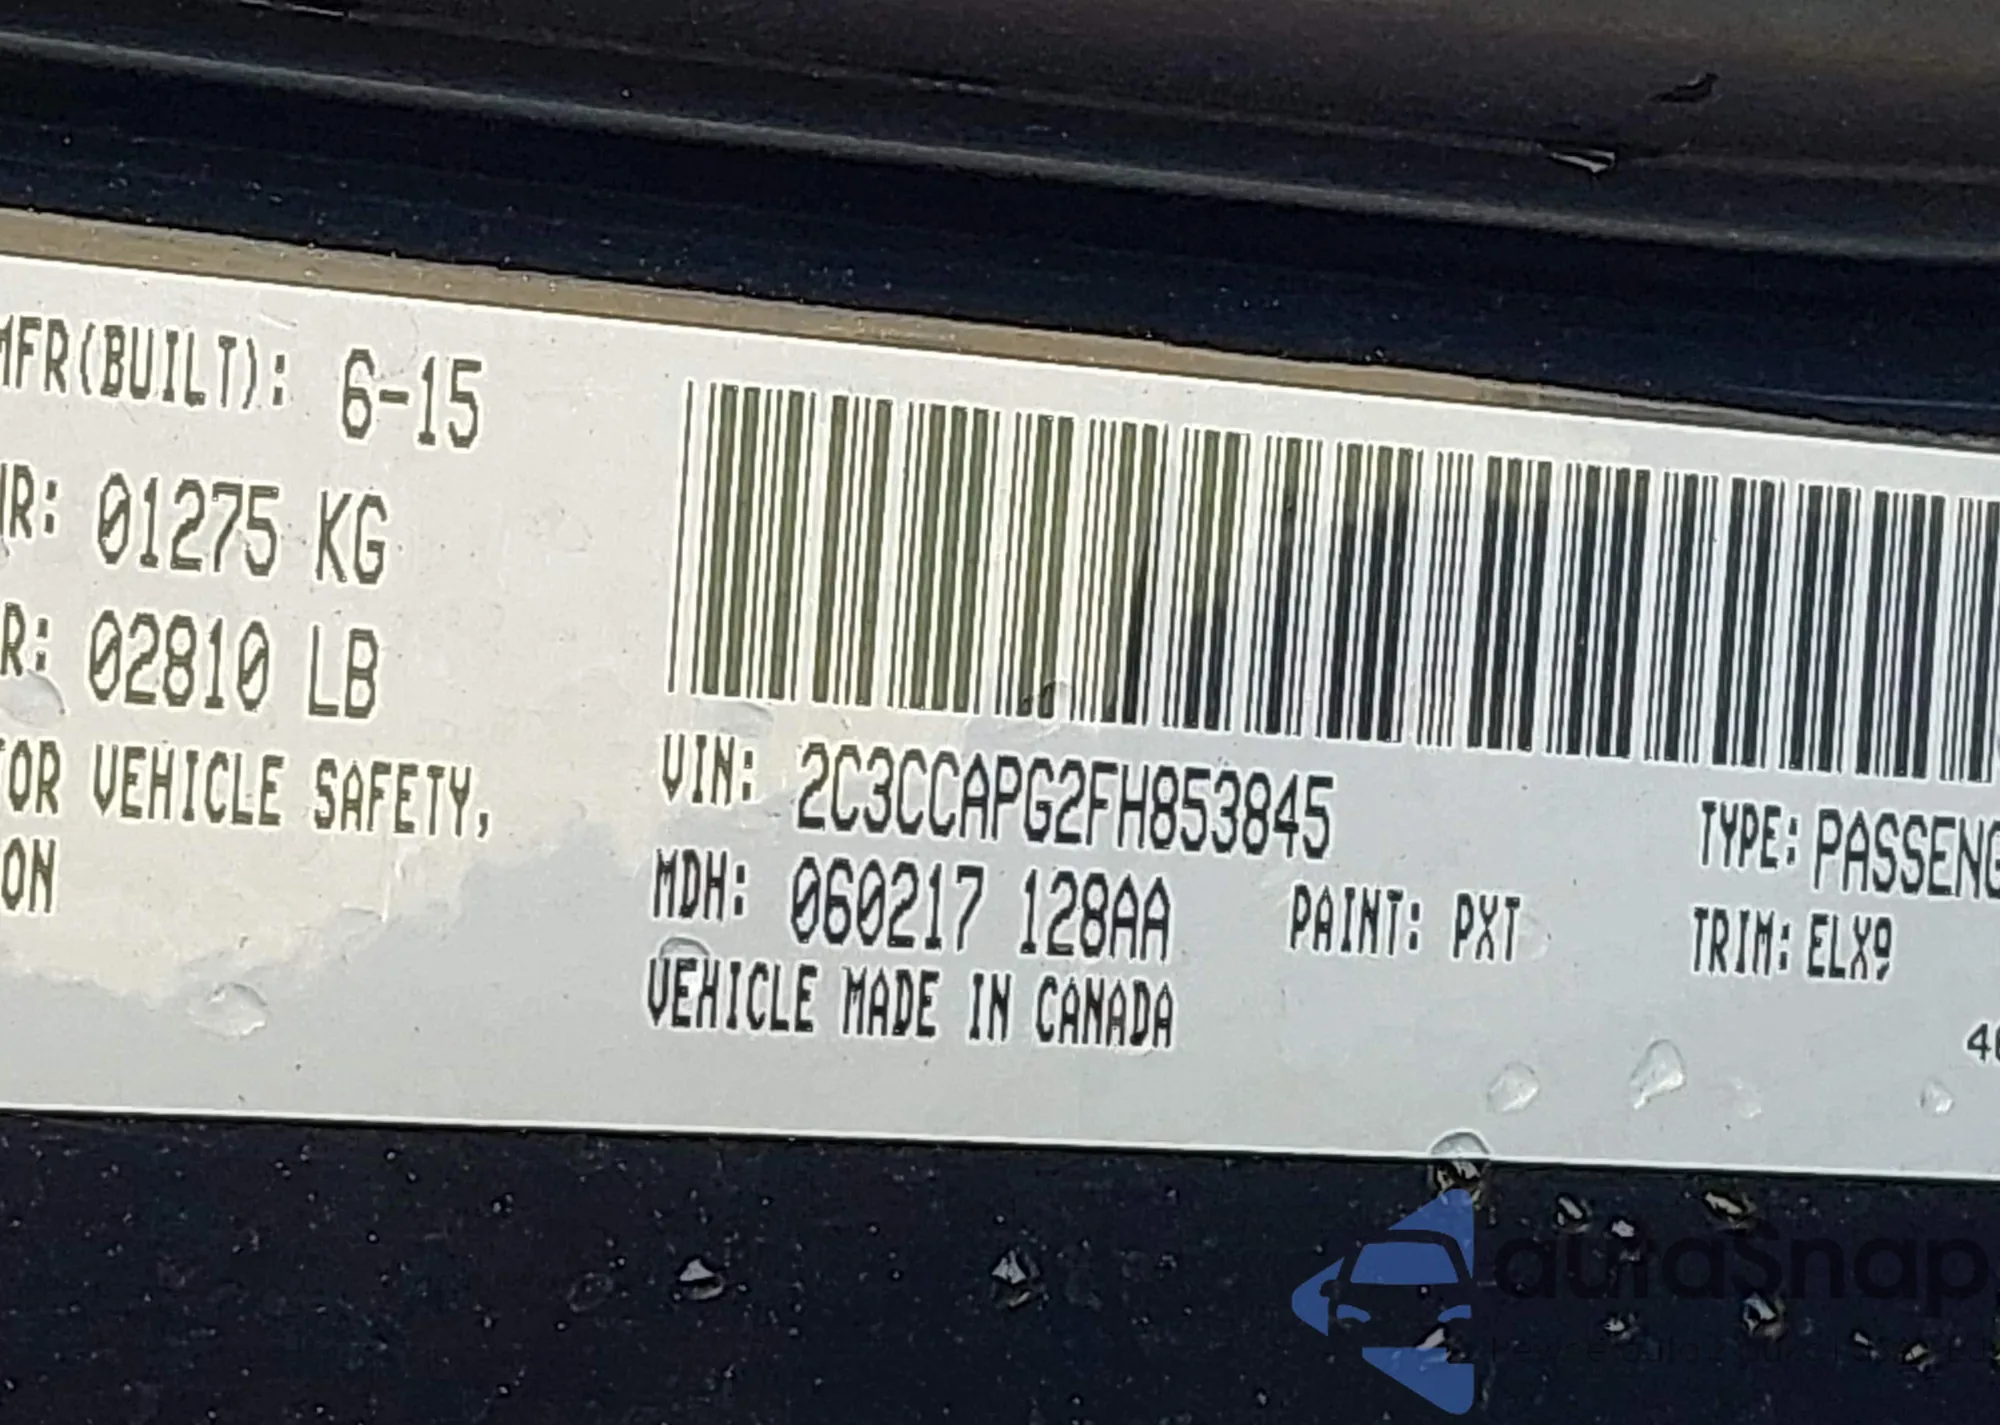 MFR(BUILT): 6-15
R: 01275 KG
R: 02810 LB
OR VEHICLE SAFETY,
ON
VIN: 2C3CCAPG2FH853845
TYPE: PASSENG
MDH: 060217 128AA
PAINT: PXT
TRIM: ELX9
VEHICLE MADE IN CANADA
autoSnap